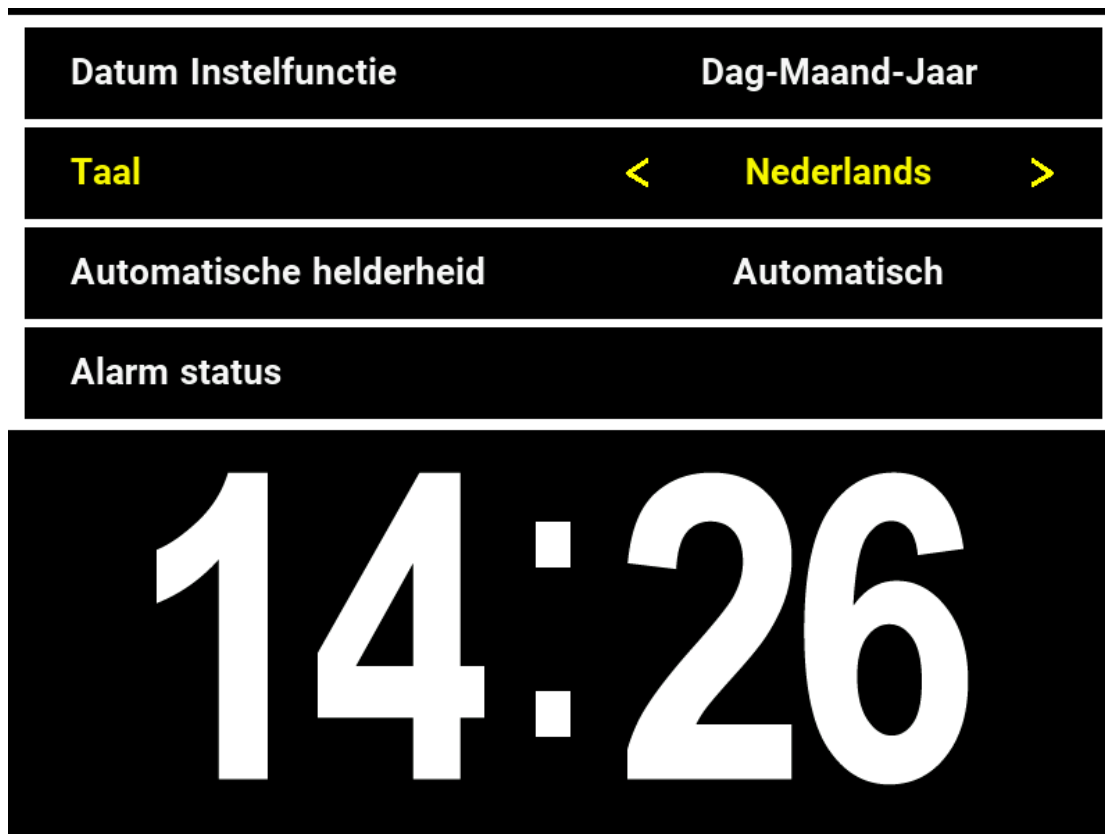 Datum Instelfunctie Dag-Maand-Jaar
Taal < Nederlands >
Automatische helderheid Automatisch
Alarm status
14:26